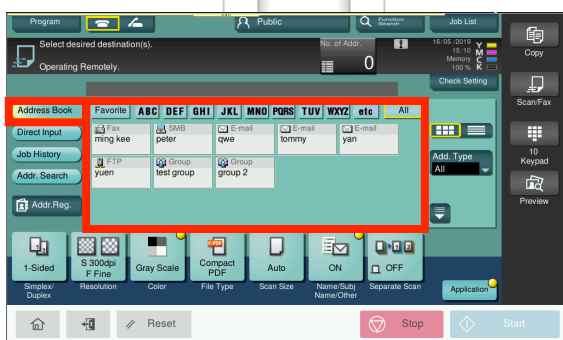 Program
Public
Function
Search
Job List
Select desired destination(s).
No. of Addr.
0
Operating Remotely.
16/05/2019
15:10
Memory
100 %
Y
M
C
K
Copy
Check Setting
Scan/Fax
Address Book
Favorite ABC DEF GHI JKL MNO PQRS TUV WXYZ etc All
Fax
ming kee
SMB
peter
E-mail
qwe
E-mail
tommy
E-mail
yan
FTP
yuen
Group
test group
Group
group 2
Direct Input
Job History
Addr. Search
Addr.Reg.
Add. Type
All
10
Keypad
Preview
1-Sided
S 300dpi
F Fine
Gray Scale
Compact
PDF
Auto
ON
OFF
Simplex/
Duplex
Resolution
Color
File Type
Scan Size
Name/Subj
Name/Other
Separate Scan
Application
Reset
Stop
Start